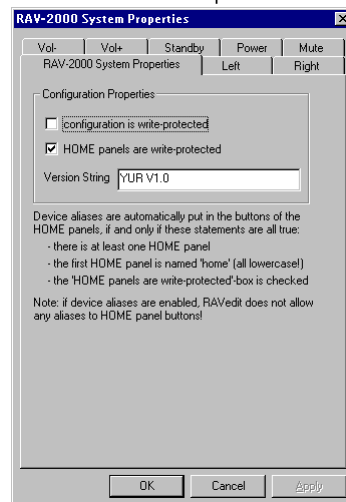 RAV-2000 System Properties
Vol- Vol+ Standby Power Mute
RAV-2000 System Properties Left Right
Configuration Properties
configuration is write-protected
HOME panels are write-protected
Version String YUR V1.0
Device aliases are automatically put in the buttons of the
HOME panels, if and only if these statements are all true:
- there is at least one HOME panel
- the first HOME panel is named 'home' (all lowercase!)
- the 'HOME panels are write-protected'-box is checked
Note: if device aliases are enabled, RAVedit does not allow
any aliases to HOME panel buttons!
OK Cancel Apply